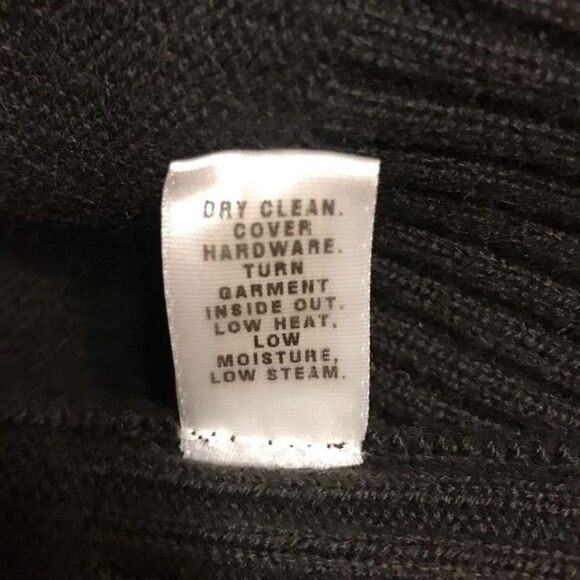 DRY CLEAN.
COVER
HARDWARE.
TURN
GARMENT
INSIDE OUT.
LOW HEAT,
LOW
MOISTURE,
LOW STEAM.